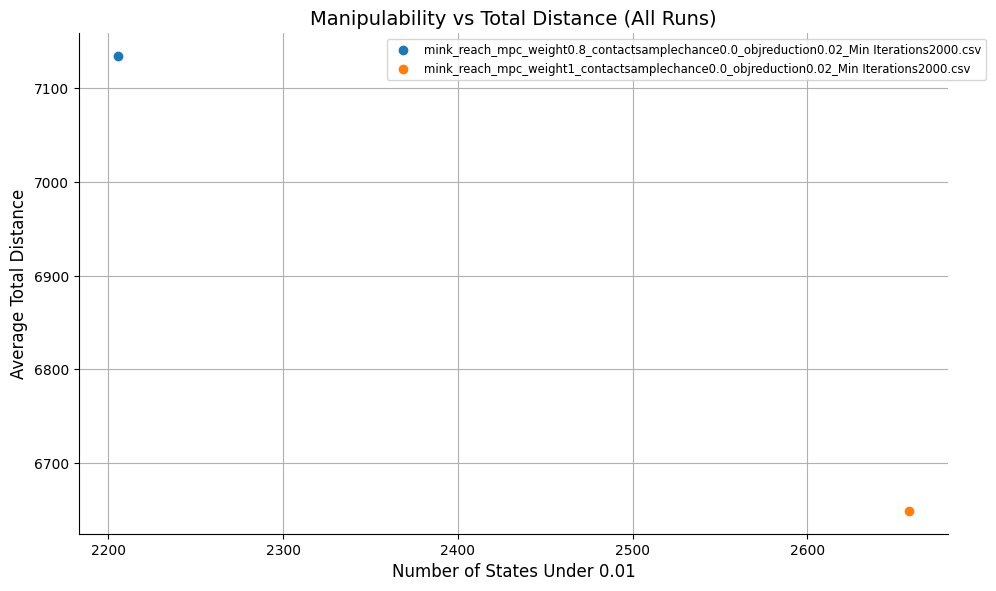 Manipulability vs Total Distance (All Runs)
mink_reach_mpc_weight0.8_contactsamplechance0.0_objreduction0.02_Min Iterations2000.csv
mink_reach_mpc_weight1_contactsamplechance0.0_objreduction0.02_Min Iterations2000.csv
Average Total Distance
7100
7000
6900
6800
6700
2200 2300 2400 2500 2600
Number of States Under 0.01